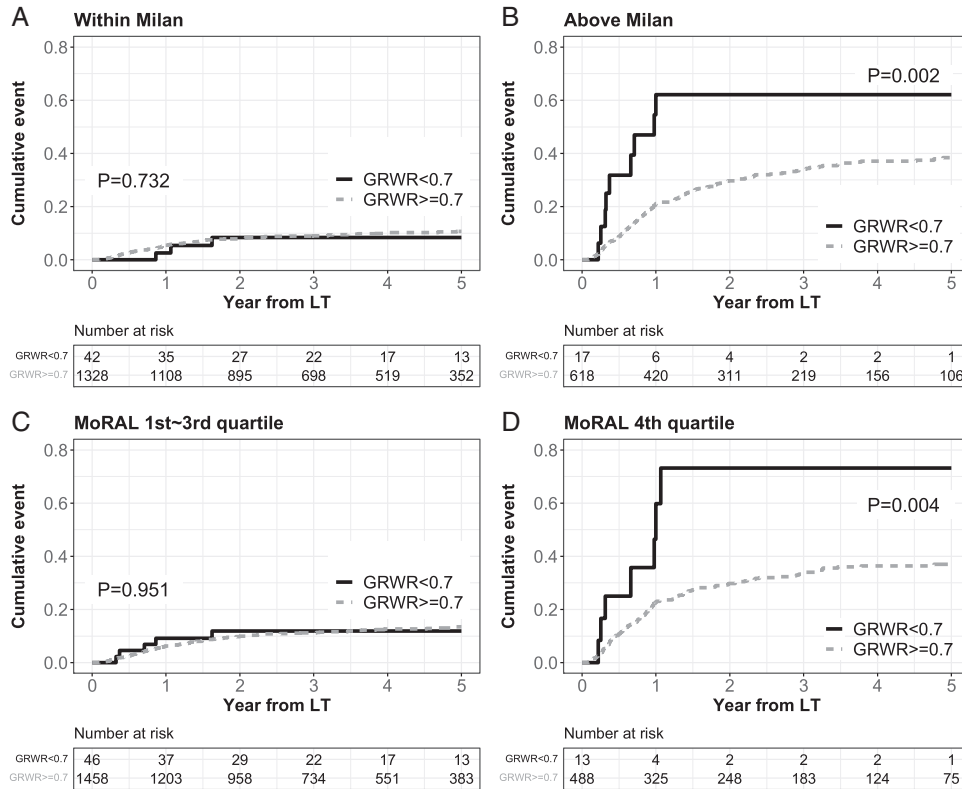 A Within Milan
0.8
0.6
0.4
0.2
0.0
Cumulative event
P=0.732
GRWR<0.7
GRWR>=0.7
0 1 2 3 4 5
Year from LT
Number at risk
GRWR<0.7 42 35 27 22 17 13
GRWR>=0.7 1328 1108 895 698 519 352
B Above Milan
0.8
0.6
0.4
0.2
0.0
Cumulative event
P=0.002
GRWR<0.7
GRWR>=0.7
0 1 2 3 4 5
Year from LT
Number at risk
GRWR<0.7 17 6 4 2 2 1
GRWR>=0.7 618 420 311 219 156 106
C MoRAL 1st~3rd quartile
0.8
0.6
0.4
0.2
0.0
Cumulative event
P=0.951
GRWR<0.7
GRWR>=0.7
0 1 2 3 4 5
Year from LT
Number at risk
GRWR<0.7 46 37 29 22 17 13
GRWR>=0.7 1458 1203 958 734 551 383
D MoRAL 4th quartile
0.8
0.6
0.4
0.2
0.0
Cumulative event
P=0.004
GRWR<0.7
GRWR>=0.7
0 1 2 3 4 5
Year from LT
Number at risk
GRWR<0.7 13 4 2 2 2 1
GRWR>=0.7 488 325 248 183 124 75